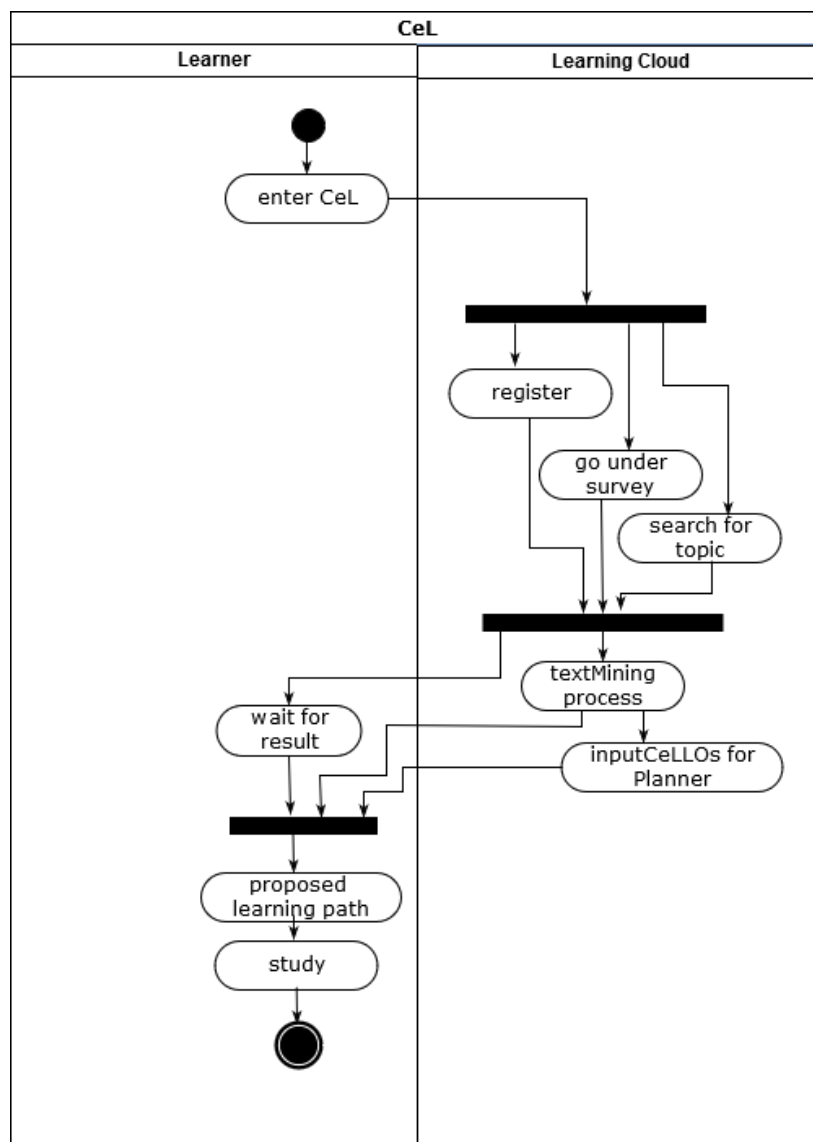 CeL
Learner
Learning Cloud
enter CeL
register
go under
survey
search for
topic
textMining
process
wait for
result
inputCeLLOs for
Planner
proposed
learning path
study